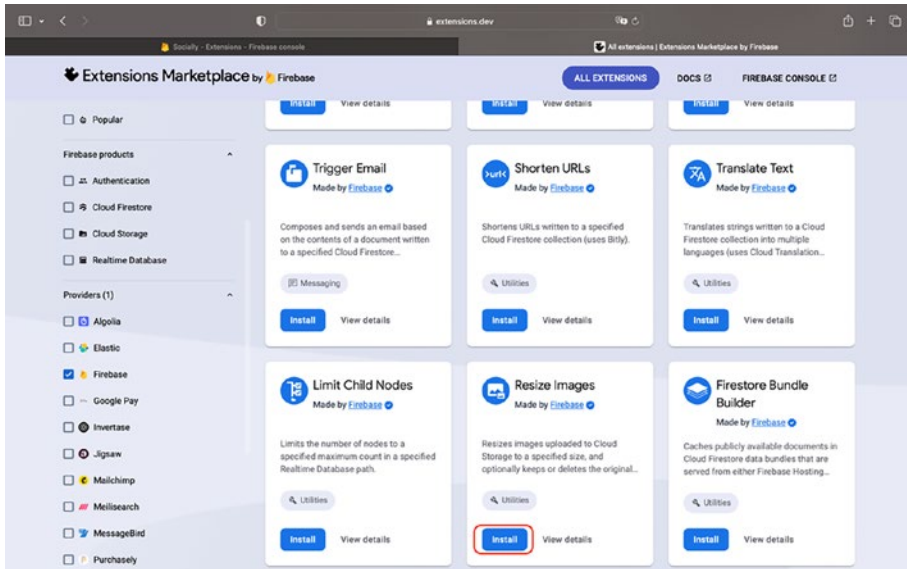 extensions.dev
Socially - Extensions - Firebase console
All extensions | Extensions Marketplace by Firebase
Extensions Marketplace by Firebase
ALL EXTENSIONS
DOCS
FIREBASE CONSOLE
Popular
Firebase products
Authentication
Cloud Firestore
Cloud Storage
Realtime Database
Providers (1)
Algolia
Elastic
Firebase
Google Pay
Invertase
Jigsaw
Mailchimp
Meilisearch
MessageBird
Purchasely
Install View details
Install View details
Install View details
Trigger Email
Made by Firebase
Composes and sends an email based
on the contents of a document written
to a specified Cloud Firestore...
Messaging
Install View details
Shorten URLs
Made by Firebase
Shortens URLs written to a specified
Cloud Firestore collection (uses Bitly).
Utilities
Install View details
Translate Text
Made by Firebase
Translates strings written to a Cloud
Firestore collection into multiple
languages (uses Cloud Translation...
Utilities
Install View details
Limit Child Nodes
Made by Firebase
Limits the number of nodes to a
specified maximum count in a specified
Realtime Database path.
Utilities
Install View details
Resize Images
Made by Firebase
Resizes images uploaded to Cloud
Storage to a specified size, and
optionally keeps or deletes the original...
Utilities
Install View details
Firestore Bundle
Builder
Made by Firebase
Caches publicly available documents in
Cloud Firestore data bundles that are
served from either Firebase Hosting...
Utilities
Install View details